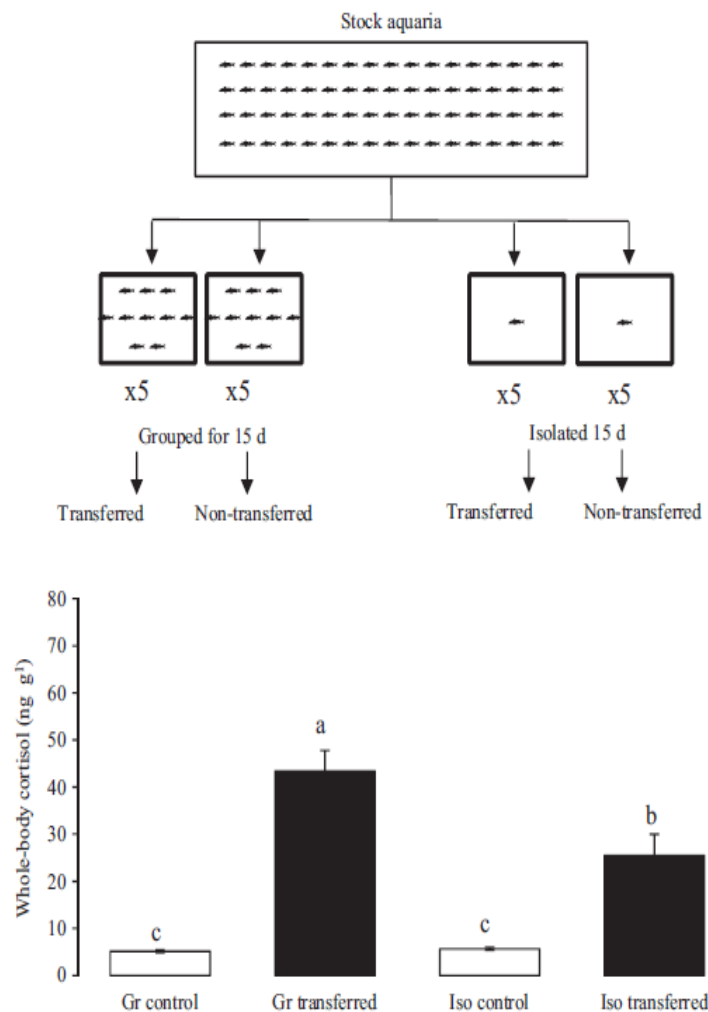 Stock aquaria
x5 x5 x5 x5
Grouped for 15 d Isolated 15 d
Transferred Non-transferred Transferred Non-transferred
Whole-body cortisol (ng g¹)
80
70
60
50
40
30
20
10
0
c
a
c
b
Gr control Gr transferred Iso control Iso transferred